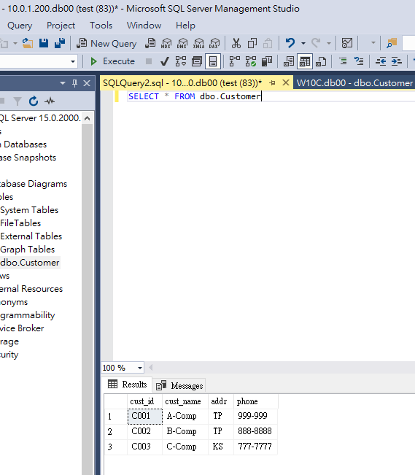 - 10.0.1.200.db00 (test (83))* - Microsoft SQL Server Management Studio
Query Project Tools Window Help
New Query
Execute
SQLQuery2.sql - 10...0.db00 (test (83))* W10C.db00 - dbo.Customer
SELECT * FROM dbo.Customer
QL Server 15.0.2000.
s
n Databases
ase Snapshots
tabase Diagrams
bles
System Tables
FileTables
External Tables
Graph Tables
dbo.Customer
ws
ternal Resources
onyms
grammability
vice Broker
rage
curity
100 %
Results Messages
cust_id cust_name addr phone
1 C001 A-Comp TP 999-999
2 C002 B-Comp TP 888-8888
3 C003 C-Comp KS 777-7777